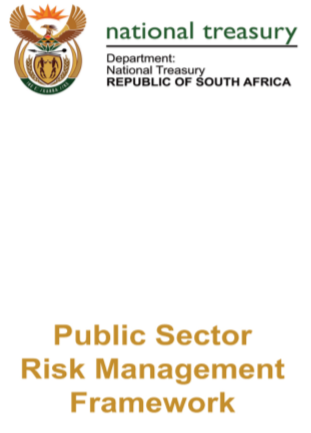 national treasury
Department:
National Treasury
REPUBLIC OF SOUTH AFRICA
Public Sector
Risk Management
Framework